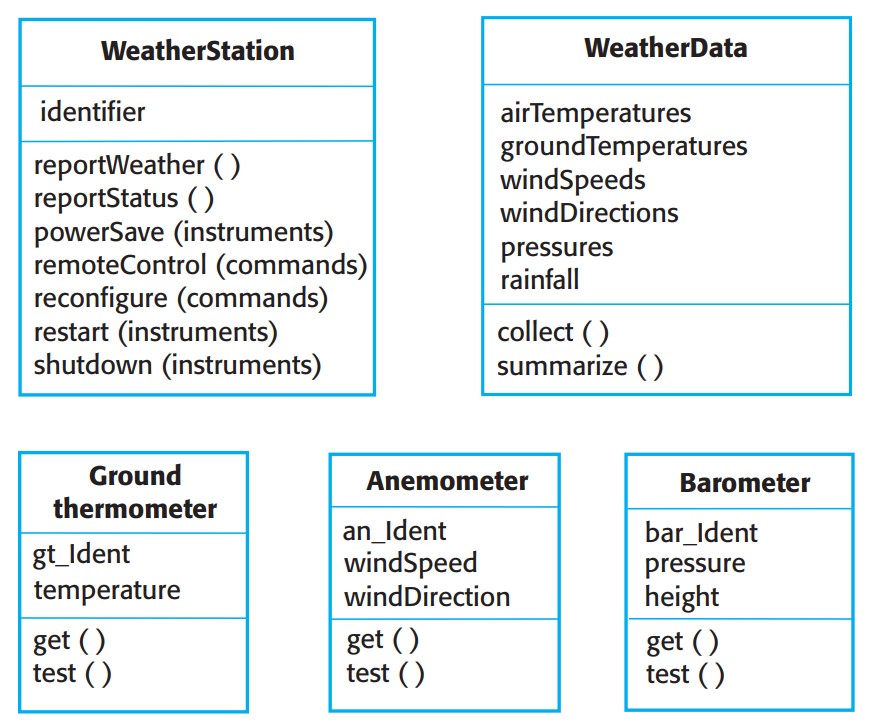 WeatherStation
identifier
reportWeather ( )
reportStatus ( )
powerSave (instruments)
remoteControl (commands)
reconfigure (commands)
restart (instruments)
shutdown (instruments)
WeatherData
airTemperatures
groundTemperatures
windSpeeds
windDirections
pressures
rainfall
collect ( )
summarize ( )
Ground
thermometer
gt_Ident
temperature
get ( )
test ( )
Anemometer
an_Ident
windSpeed
windDirection
get ( )
test ( )
Barometer
bar_Ident
pressure
height
get ( )
test ( )